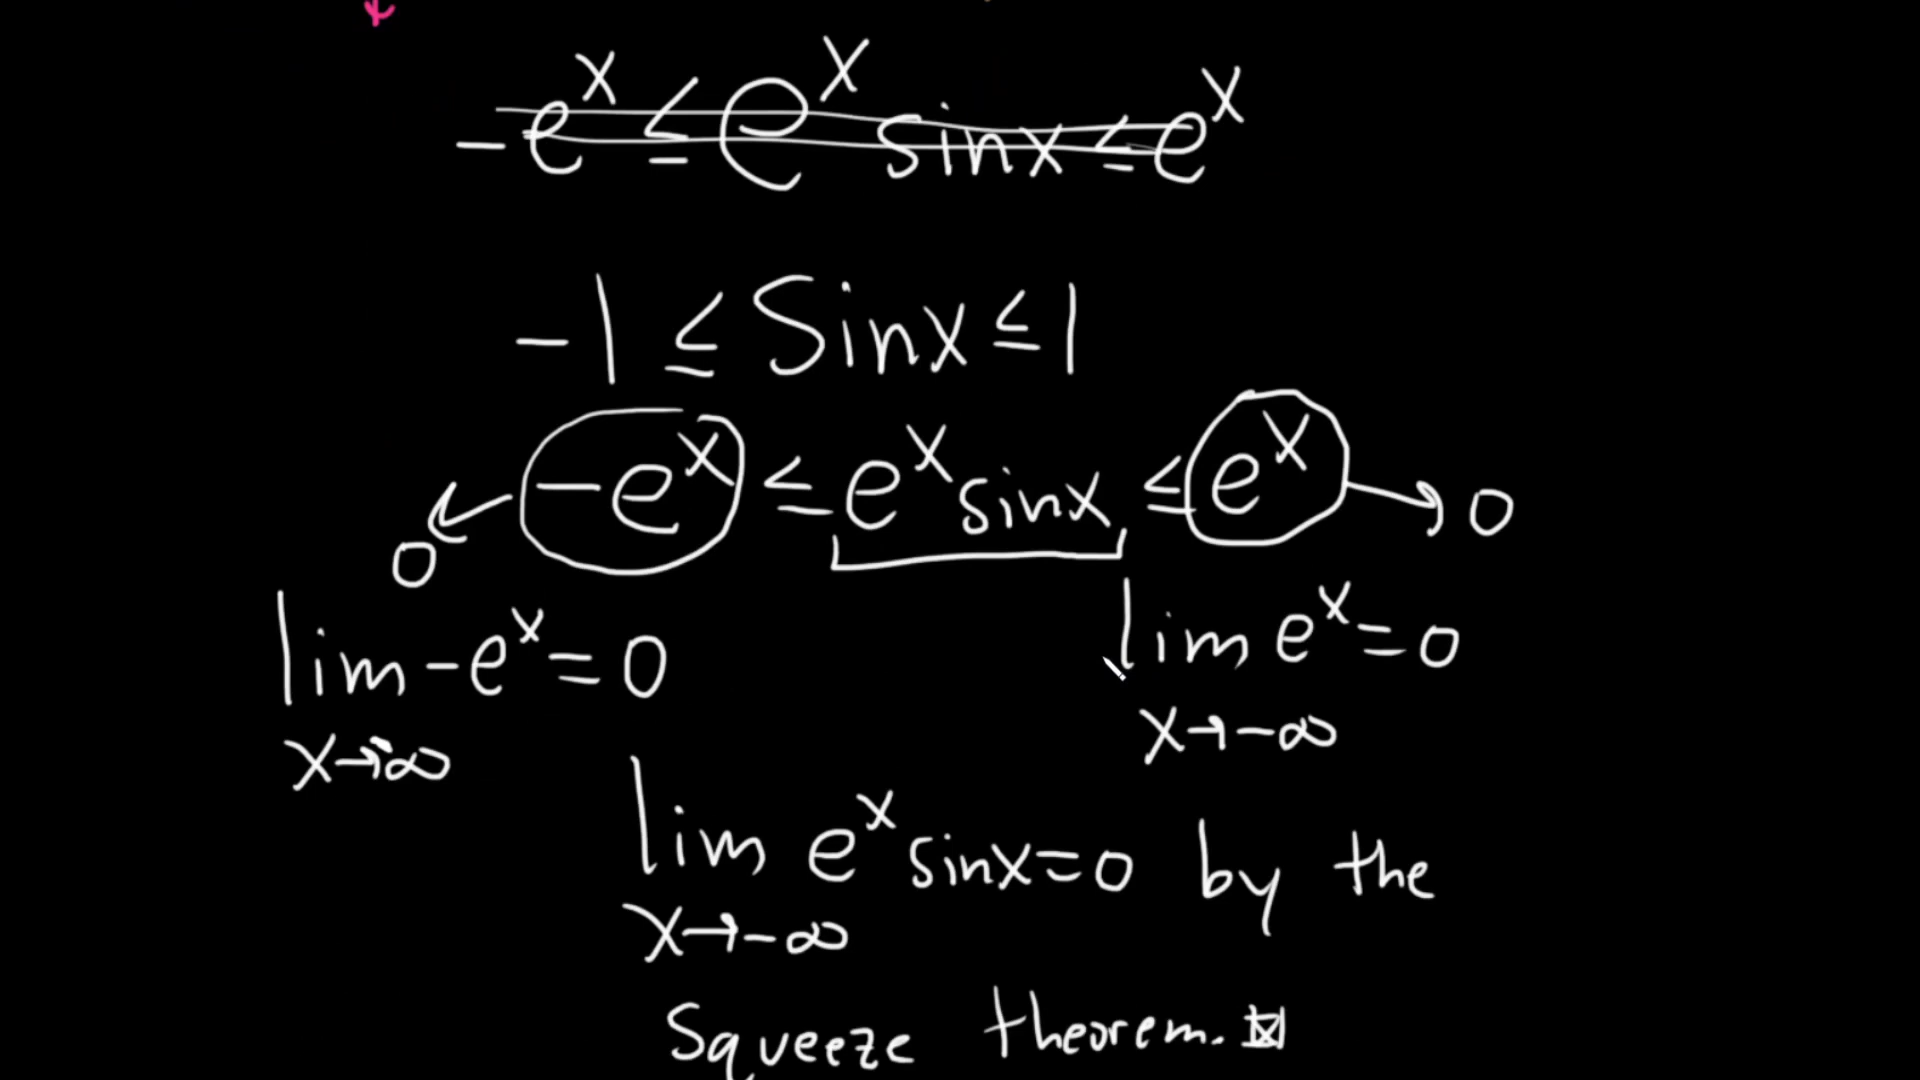 -e^x ≤ e^x sinx ≤ e^x
-1 ≤ Sinx ≤ 1
-e^x ≤ e^x sinx ≤ e^x → 0
0
lim -e^x = 0
x→-∞
lim e^x = 0
x→-∞
lim e^x sinx = 0 by the
x→-∞
Squeeze theorem.